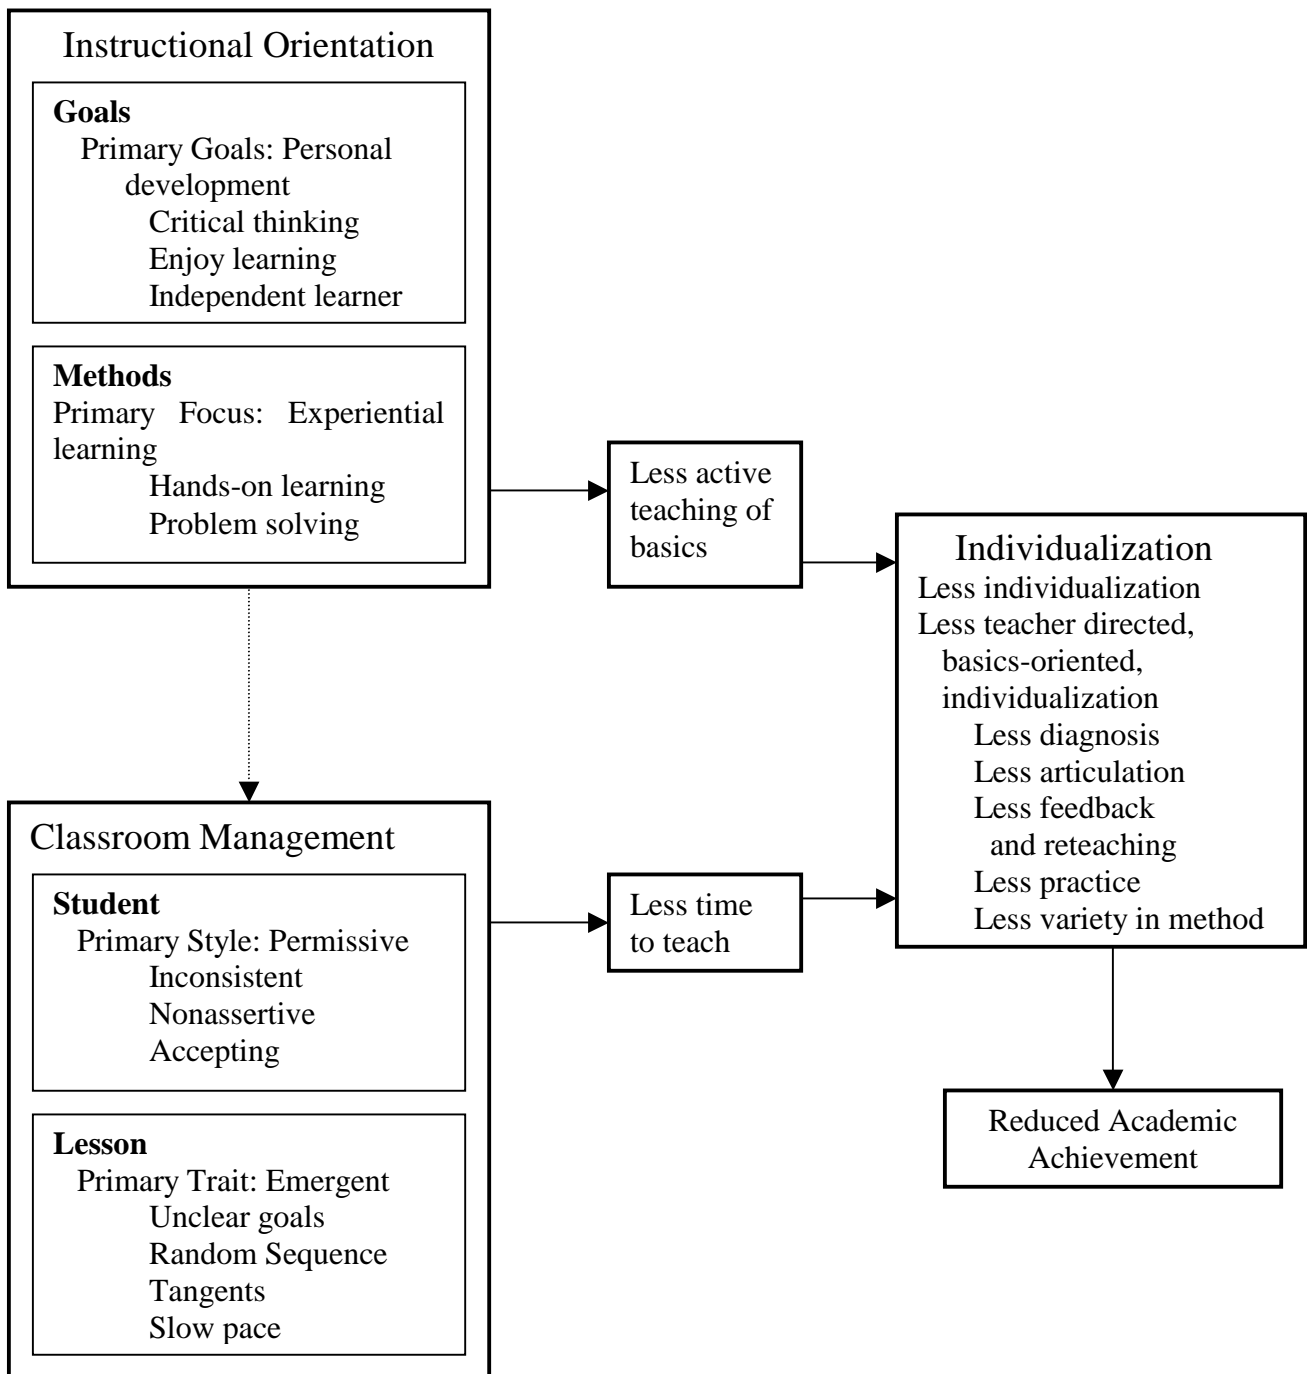 Instructional Orientation
Goals
Primary Goals: Personal
development
Critical thinking
Enjoy learning
Independent learner
Methods
Primary Focus: Experiential
learning
Hands-on learning
Problem solving
Less active
teaching of
basics
Individualization
Less individualization
Less teacher directed,
basics-oriented,
individualization
Less diagnosis
Less articulation
Less feedback
and reteaching
Less practice
Less variety in method
Classroom Management
Student
Primary Style: Permissive
Inconsistent
Nonassertive
Accepting
Less time
to teach
Lesson
Primary Trait: Emergent
Unclear goals
Random Sequence
Tangents
Slow pace
Reduced Academic
Achievement